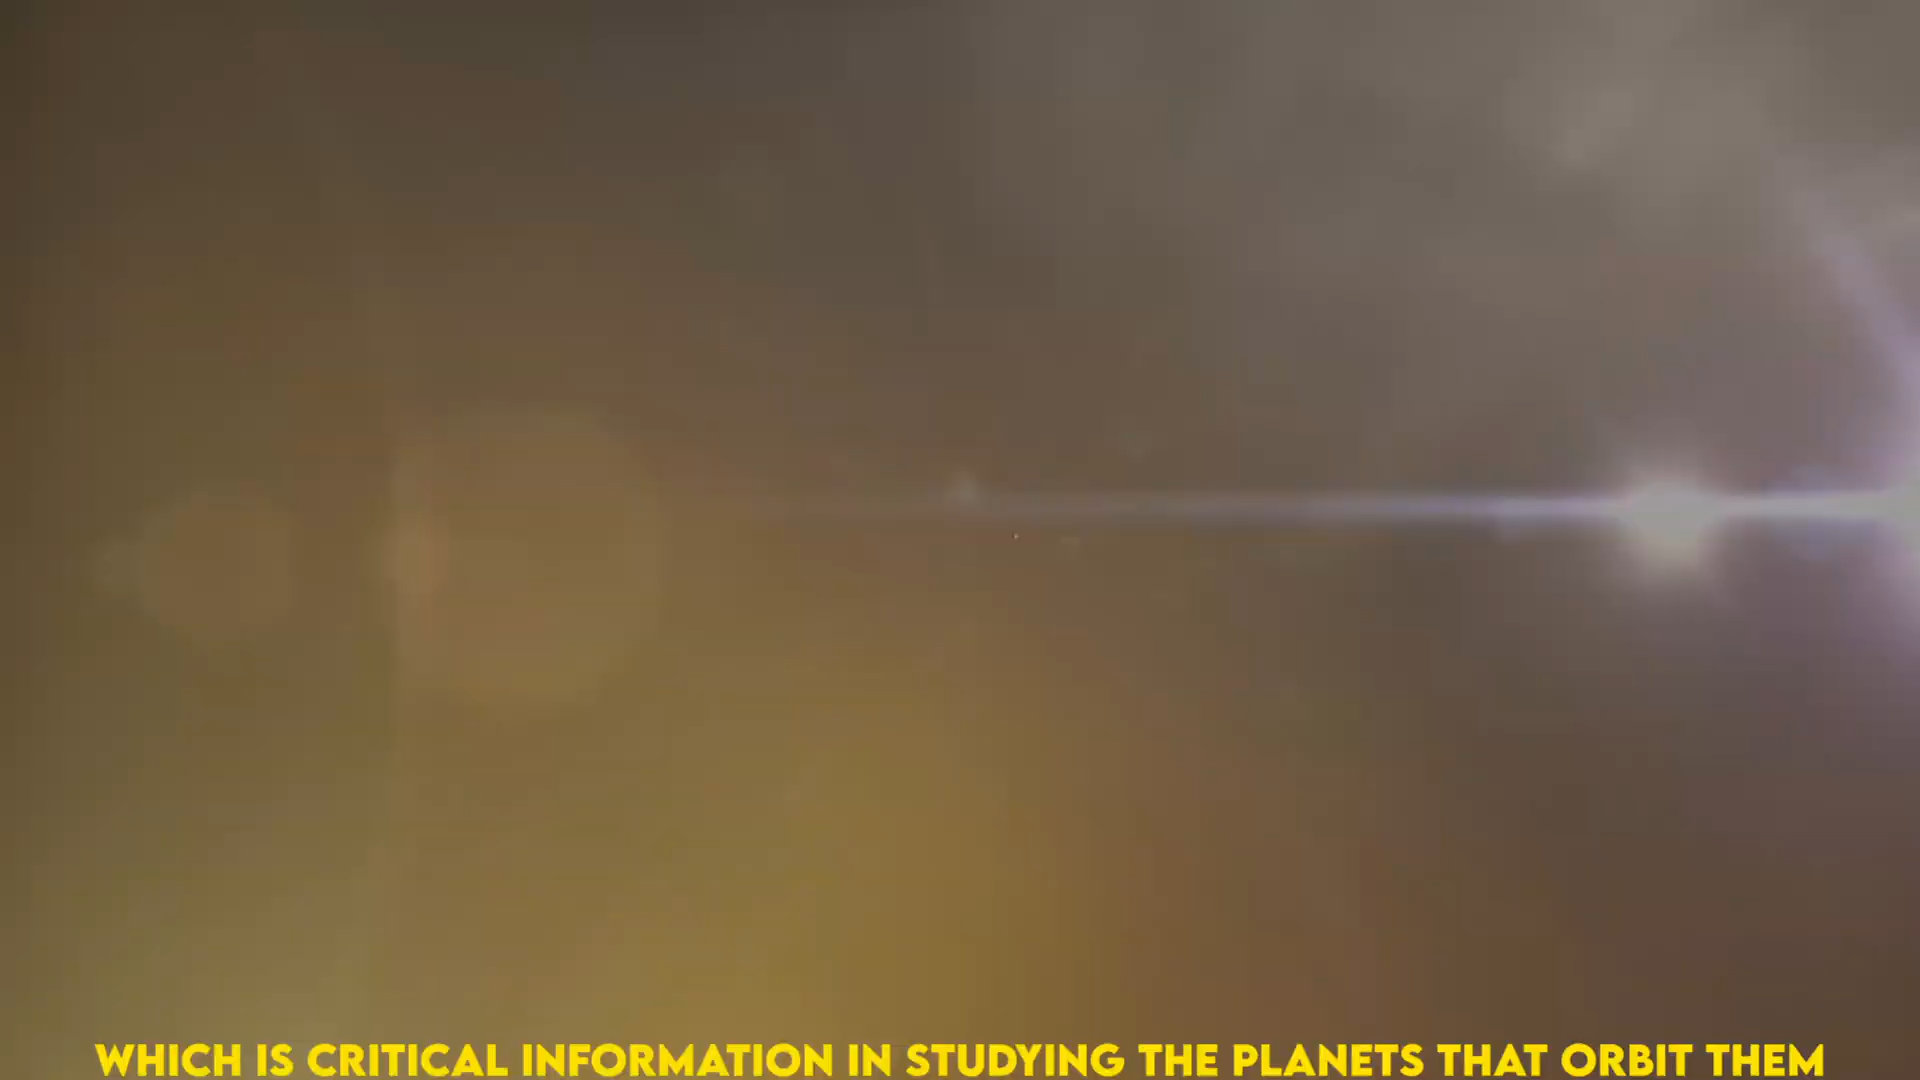 WHICH IS CRITICAL INFORMATION IN STUDYING THE PLANETS THAT ORBIT THEM